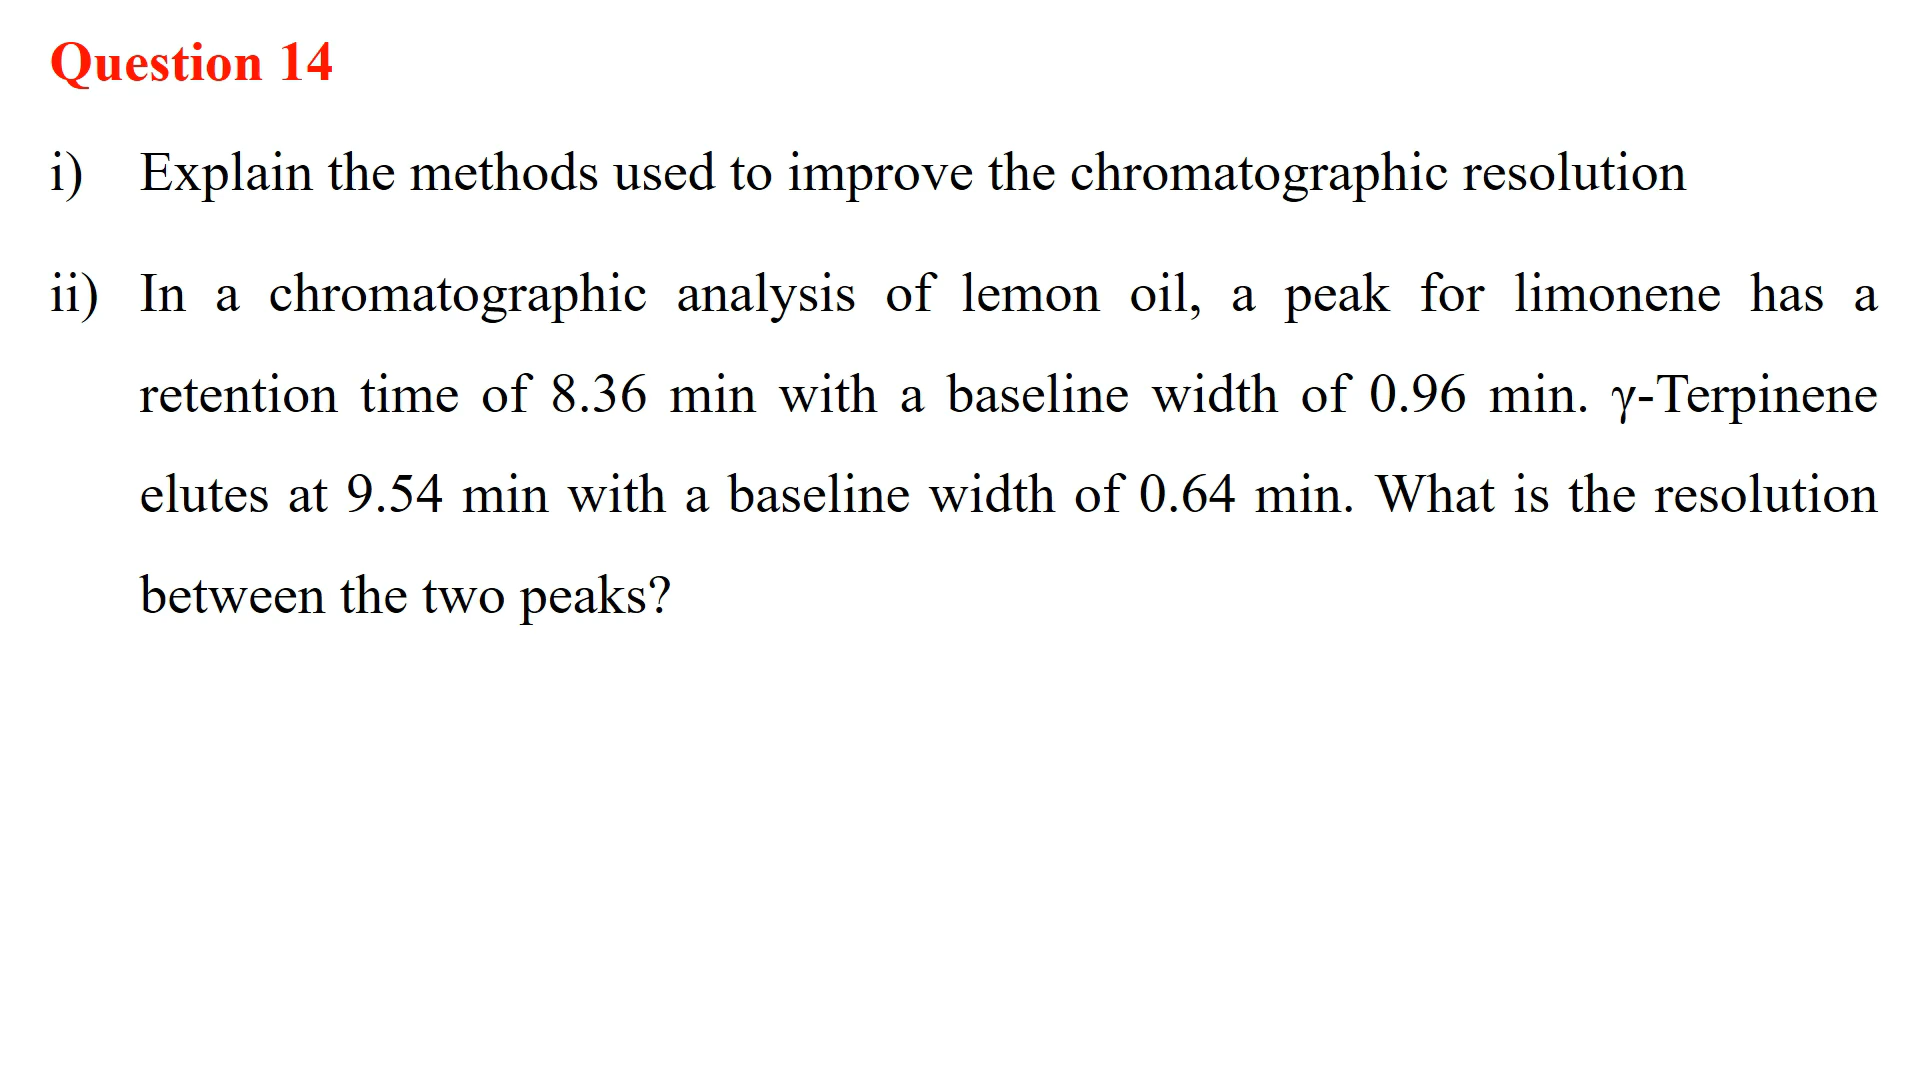 Question 14
i) Explain the methods used to improve the chromatographic resolution
ii) In a chromatographic analysis of lemon oil, a peak for limonene has a
retention time of 8.36 min with a baseline width of 0.96 min. γ-Terpinene
elutes at 9.54 min with a baseline width of 0.64 min. What is the resolution
between the two peaks?